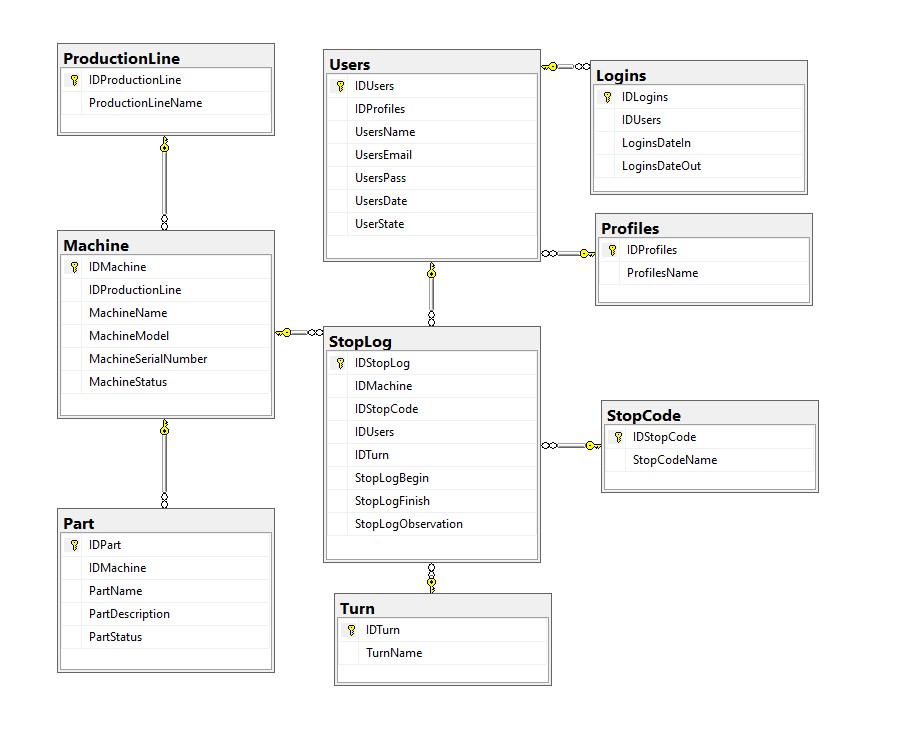 ProductionLine
IDProductionLine
ProductionLineName
Users
IDUsers
IDProfiles
UsersName
UsersEmail
UsersPass
UsersDate
UserState
Logins
IDLogins
IDUsers
LoginsDateIn
LoginsDateOut
Profiles
IDProfiles
ProfilesName
Machine
IDMachine
IDProductionLine
MachineName
MachineModel
MachineSerialNumber
MachineStatus
StopLog
IDStopLog
IDMachine
IDStopCode
IDUsers
IDTurn
StopLogBegin
StopLogFinish
StopLogObservation
StopCode
IDStopCode
StopCodeName
Part
IDPart
IDMachine
PartName
PartDescription
PartStatus
Turn
IDTurn
TurnName